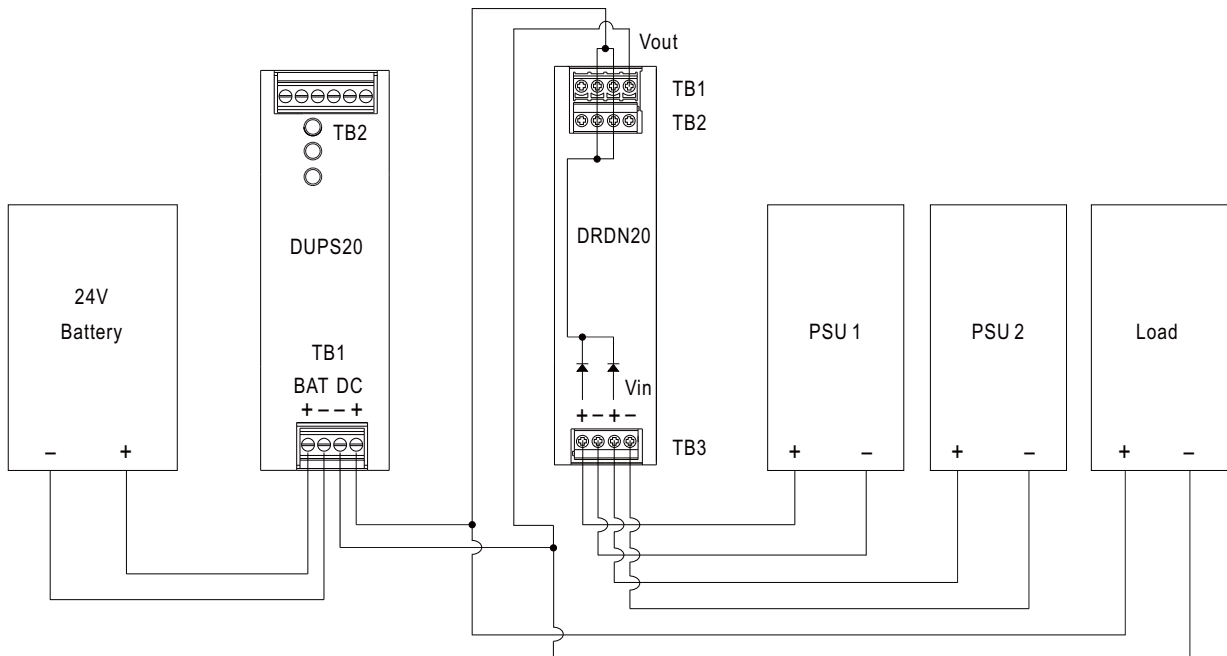 Vout
TB1
TB2
TB2
DUPS20
DRDN20
24V
Battery
PSU 1
PSU 2
Load
TB1
BAT DC
+ − − +
Vin
+ − + −
TB3
− +
+ −
+ −
+ −